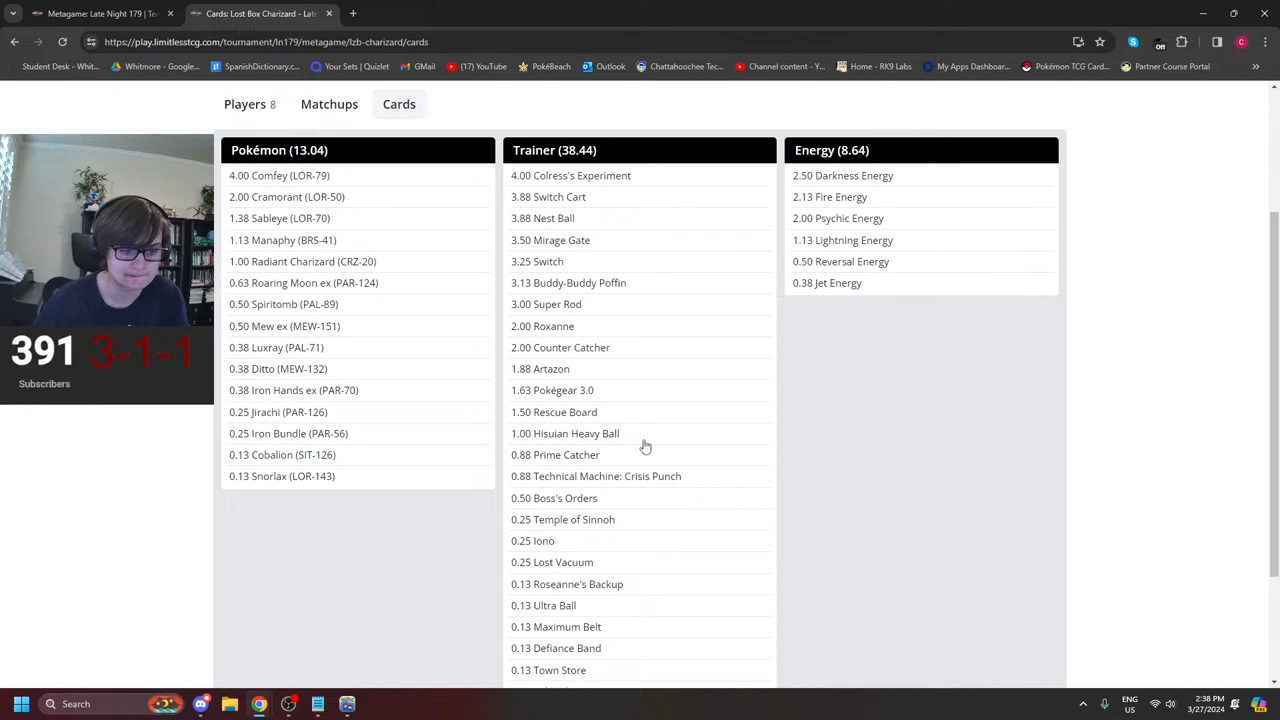 Metagame: Late Night 179 | Te
Cards: Lost Box Charizard – Late
https://play.limitlesstcg.com/tournament/ln179/metagame/lzb-charizard/cards
Off
Student Desk - Whit... Whitmore - Google... SpanishDictionary.c... Your Sets | Quizlet GMail (17) YouTube PokéBeach Outlook Chattahoochee Tec... Channel content - Y... Home - RK9 Labs My Apps Dashboar... Pokémon TCG Card... Partner Course Portal
Players 8 Matchups Cards
Pokémon (13.04)
4.00 Comfey (LOR-79)
2.00 Cramorant (LOR-50)
1.38 Sableye (LOR-70)
1.13 Manaphy (BRS-41)
1.00 Radiant Charizard (CRZ-20)
0.63 Roaring Moon ex (PAR-124)
0.50 Spiritomb (PAL-89)
0.50 Mew ex (MEW-151)
0.38 Luxray (PAL-71)
0.38 Ditto (MEW-132)
0.38 Iron Hands ex (PAR-70)
0.25 Jirachi (PAR-126)
0.25 Iron Bundle (PAR-56)
0.13 Cobalion (SIT-126)
0.13 Snorlax (LOR-143)
Trainer (38.44)
4.00 Colress's Experiment
3.88 Switch Cart
3.88 Nest Ball
3.50 Mirage Gate
3.25 Switch
3.13 Buddy-Buddy Poffin
3.00 Super Rod
2.00 Roxanne
2.00 Counter Catcher
1.88 Artazon
1.63 Pokégear 3.0
1.50 Rescue Board
1.00 Hisuian Heavy Ball
0.88 Prime Catcher
0.88 Technical Machine: Crisis Punch
0.50 Boss's Orders
0.25 Temple of Sinnoh
0.25 Iono
0.25 Lost Vacuum
0.13 Roseanne's Backup
0.13 Ultra Ball
0.13 Maximum Belt
0.13 Defiance Band
0.13 Town Store
Energy (8.64)
2.50 Darkness Energy
2.13 Fire Energy
2.00 Psychic Energy
1.13 Lightning Energy
0.50 Reversal Energy
0.38 Jet Energy
391 3-1-1
Subscribers
Search
ENG
US
2:38 PM
3/27/2024